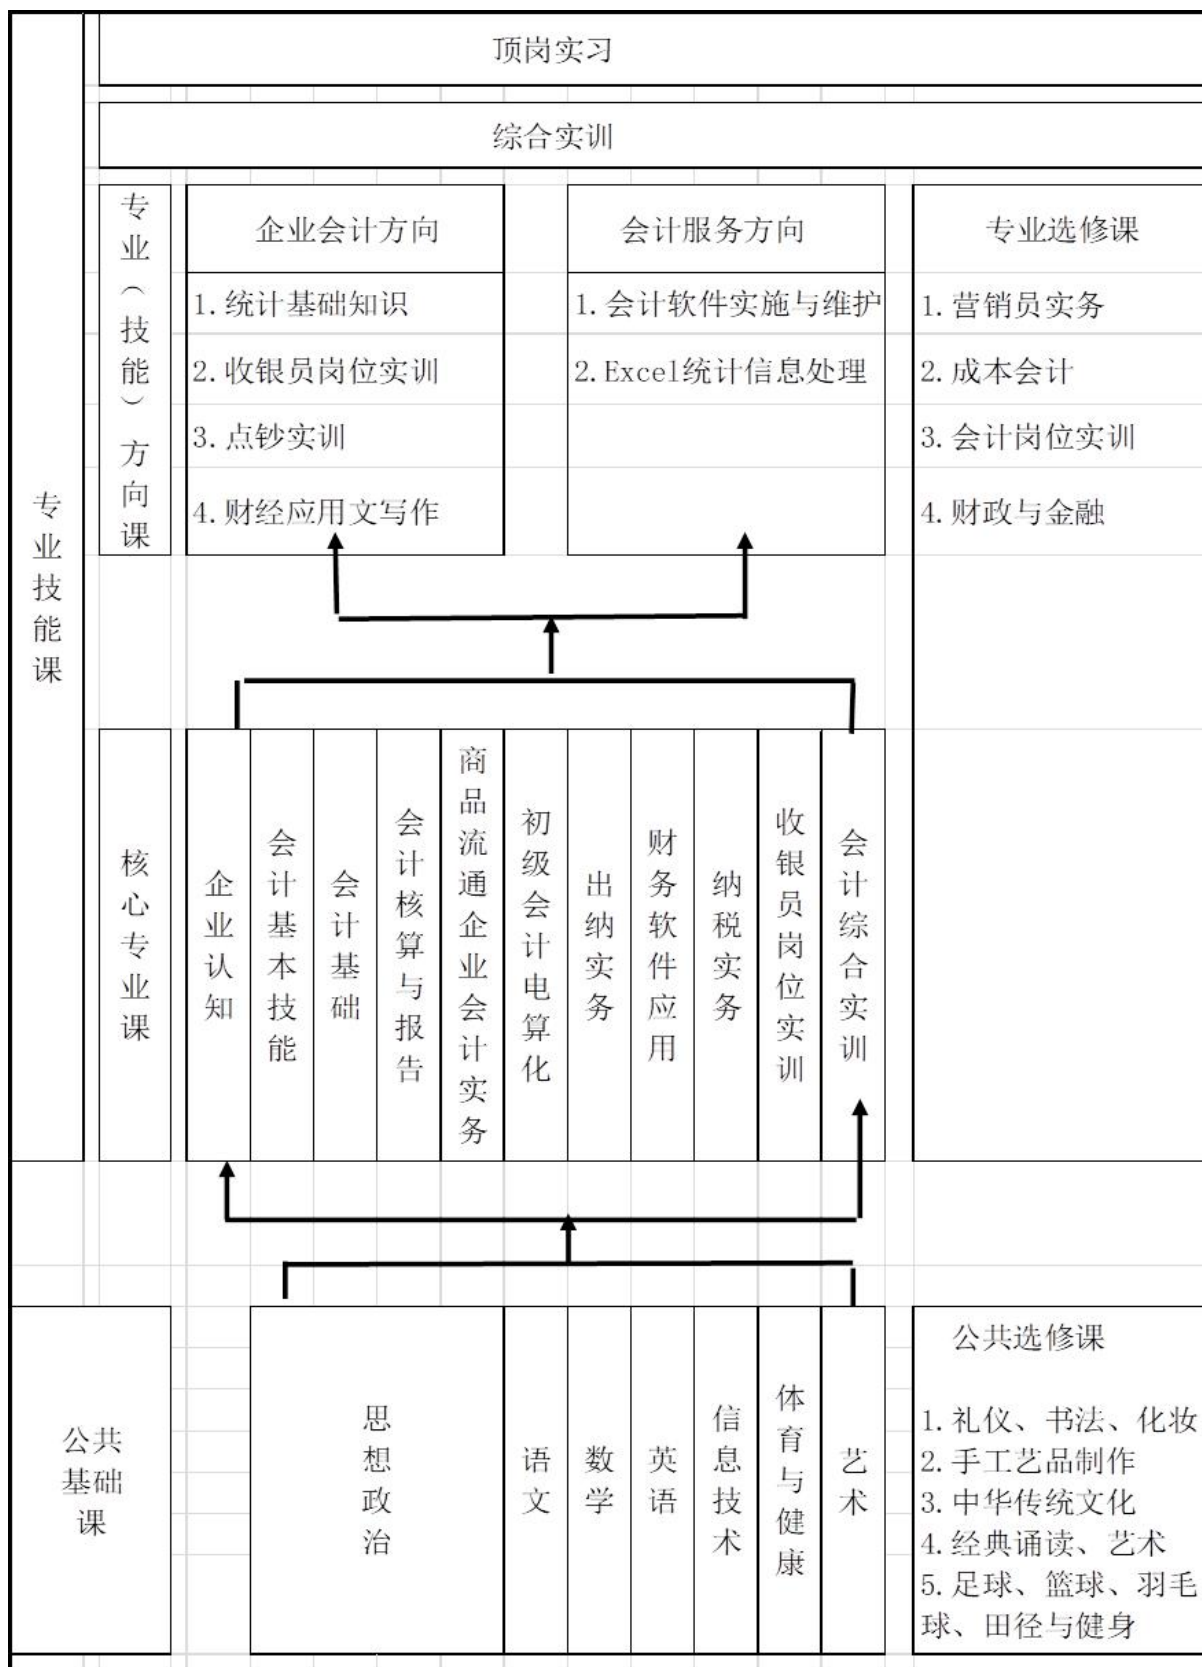 顶岗实习
综合实训
专业技能课
专业（技能）方向课
企业会计方向
1.统计基础知识
2.收银员岗位实训
3.点钞实训
4.财经应用文写作
会计服务方向
1.会计软件实施与维护
2.Excel统计信息处理
专业选修课
1.营销员实务
2.成本会计
3.会计岗位实训
4.财政与金融
核心专业课
企业认知
会计基本技能
会计基础
会计核算与报告
商品流通企业会计实务
初级会计电算化
出纳实务
财务软件应用
纳税实务
收银员岗位实训
会计综合实训
公共
基础
课
思想政治
语文
数学
英语
信息技术
体育与健康
艺术
公共选修课
1.礼仪、书法、化妆
2.手工艺品制作
3.中华传统文化
4.经典诵读、艺术
5.足球、篮球、羽毛
球、田径与健身